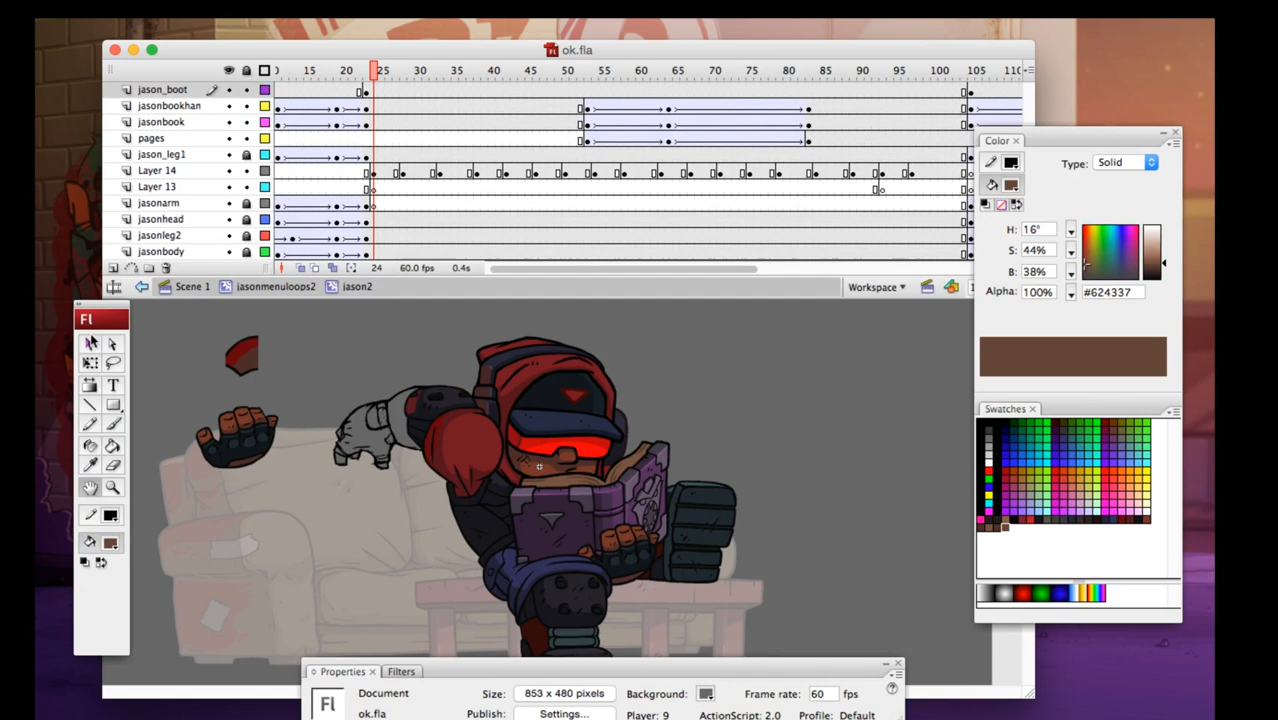 ok.fla
15 20 25 30 35 40 45 50 55 60 65 70 75 80 85 90 95 100 105 110
jason_boot
jasonbookhan
jasonbook
pages
jason_leg1
Layer 14
Layer 13
jasonarm
jasonhead
jasonleg2
jasonbody
24 60.0 fps 0.4s
Scene 1 jasonmenuloops2 jason2 Workspace
Fl
T
Color
Type: Solid
H: 16°
S: 44%
B: 38%
Alpha: 100% #624337
Swatches
Properties Filters
Fl
Document Size: 853 x 480 pixels Background: Frame rate: 60 fps
ok.fla Publish: Settings... Player: 9 ActionScript: 2.0 Profile: Default